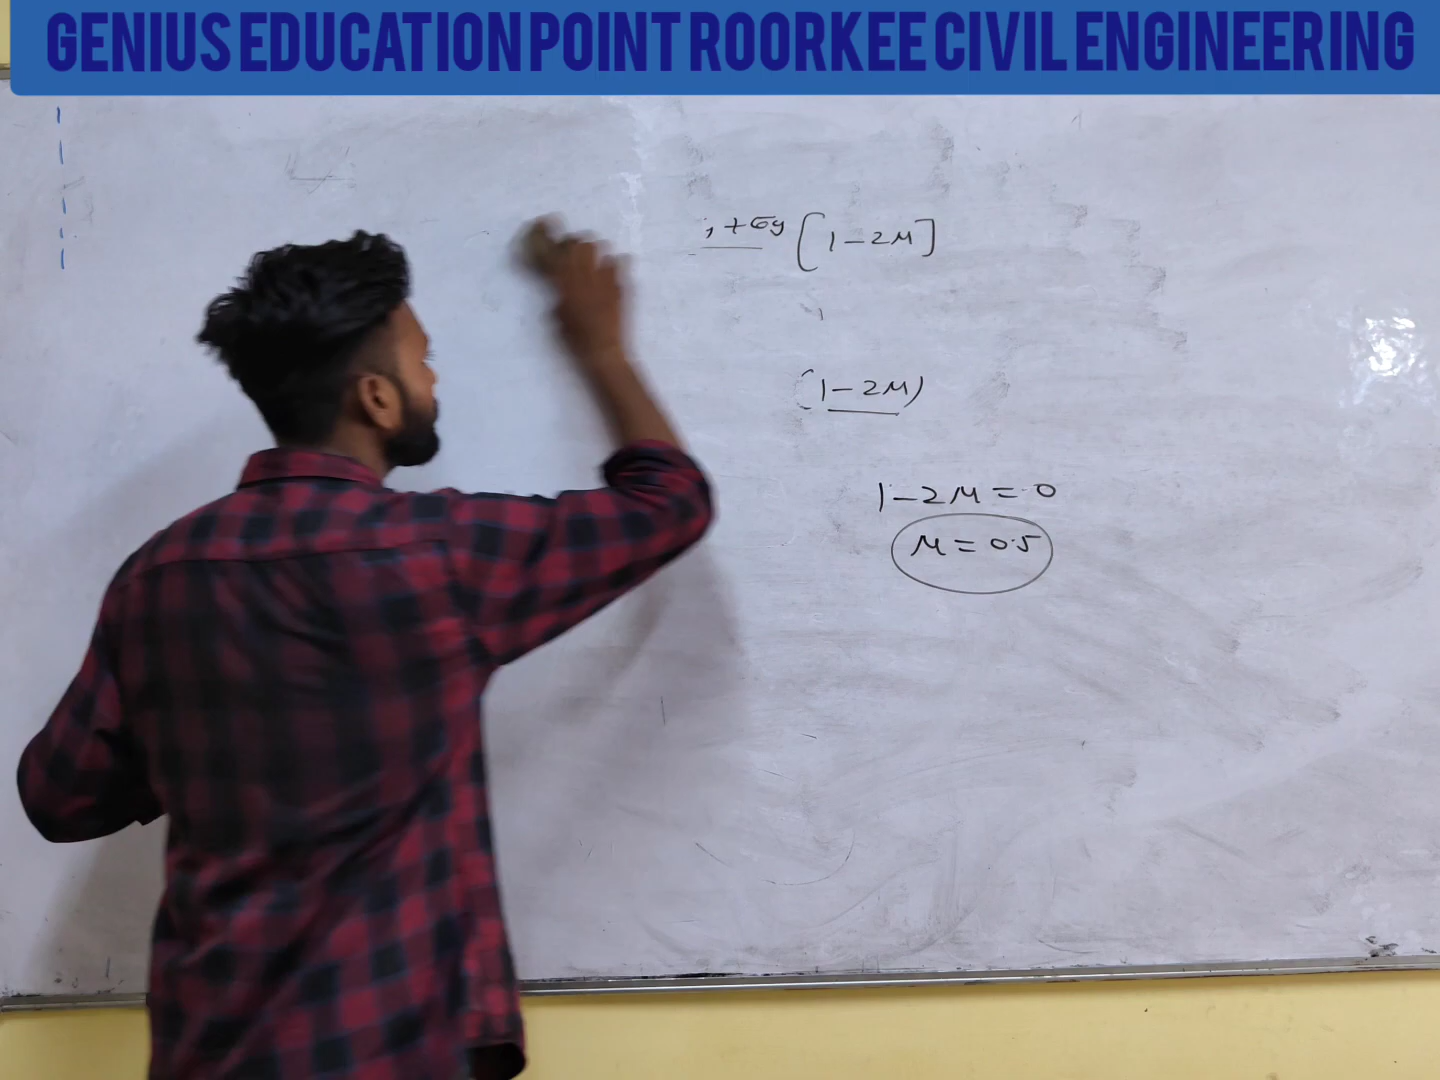 GENIUS EDUCATION POINT ROORKEE CIVIL ENGINEERING
+σy [1-2μ]
(1-2μ)
1-2μ=0
μ=0.5